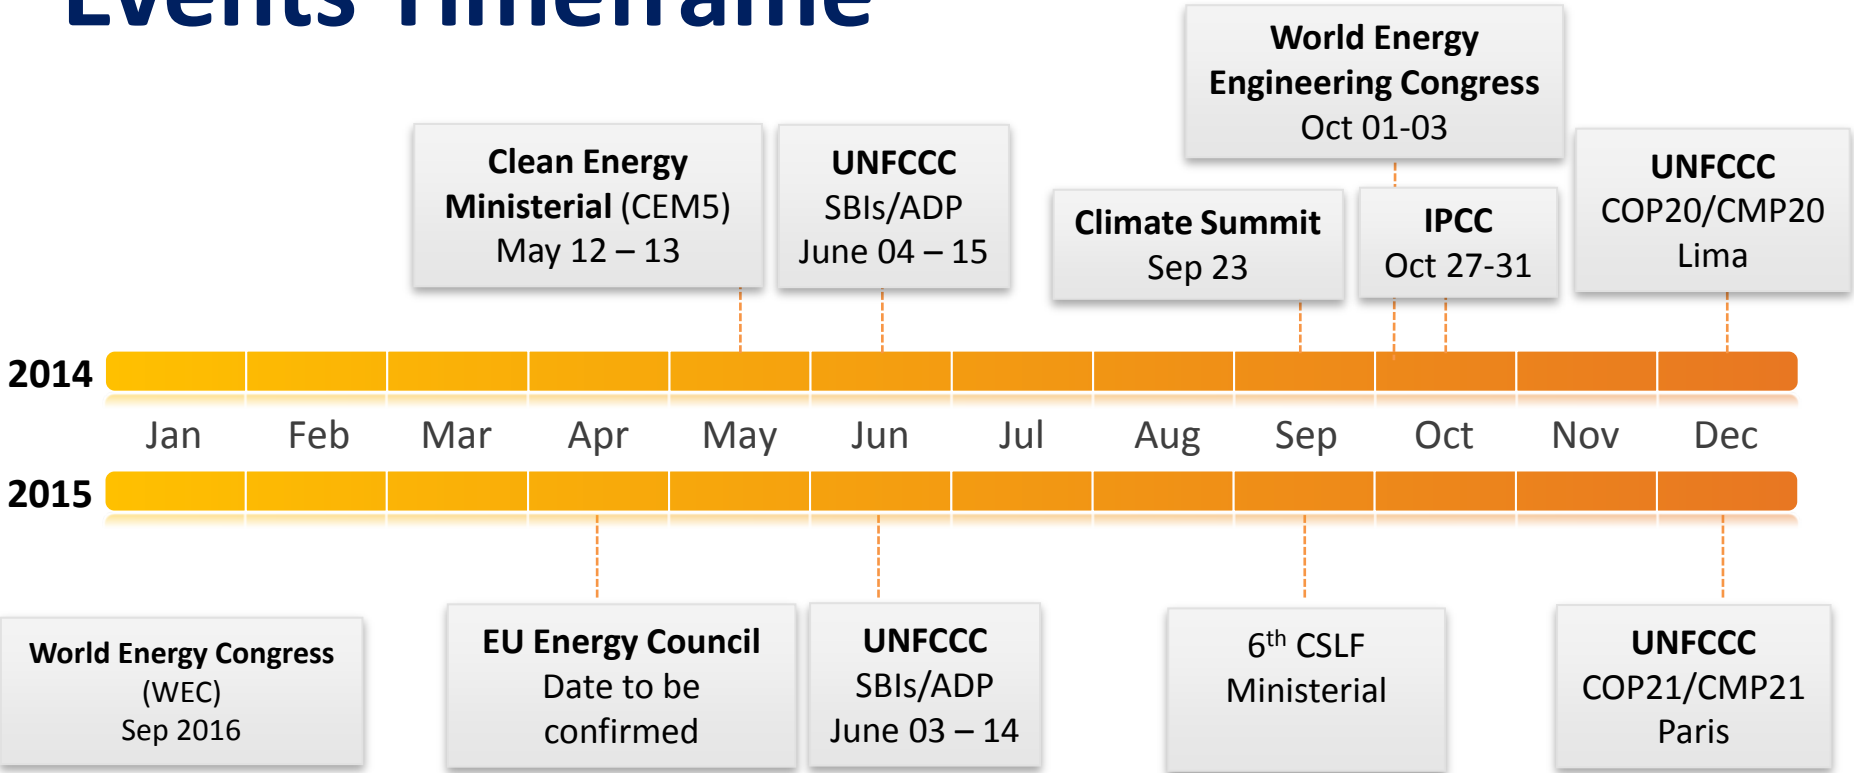 Events Timeframe
World Energy
Engineering Congress
Oct 01-03
Clean Energy
Ministerial (CEM5)
May 12 – 13
UNFCCC
SBIs/ADP
June 04 – 15
Climate Summit
Sep 23
IPCC
Oct 27-31
UNFCCC
COP20/CMP20
Lima
2014
Jan Feb Mar Apr May Jun Jul Aug Sep Oct Nov Dec
2015
World Energy Congress
(WEC)
Sep 2016
EU Energy Council
Date to be
confirmed
UNFCCC
SBIs/ADP
June 03 – 14
6th CSLF
Ministerial
UNFCCC
COP21/CMP21
Paris